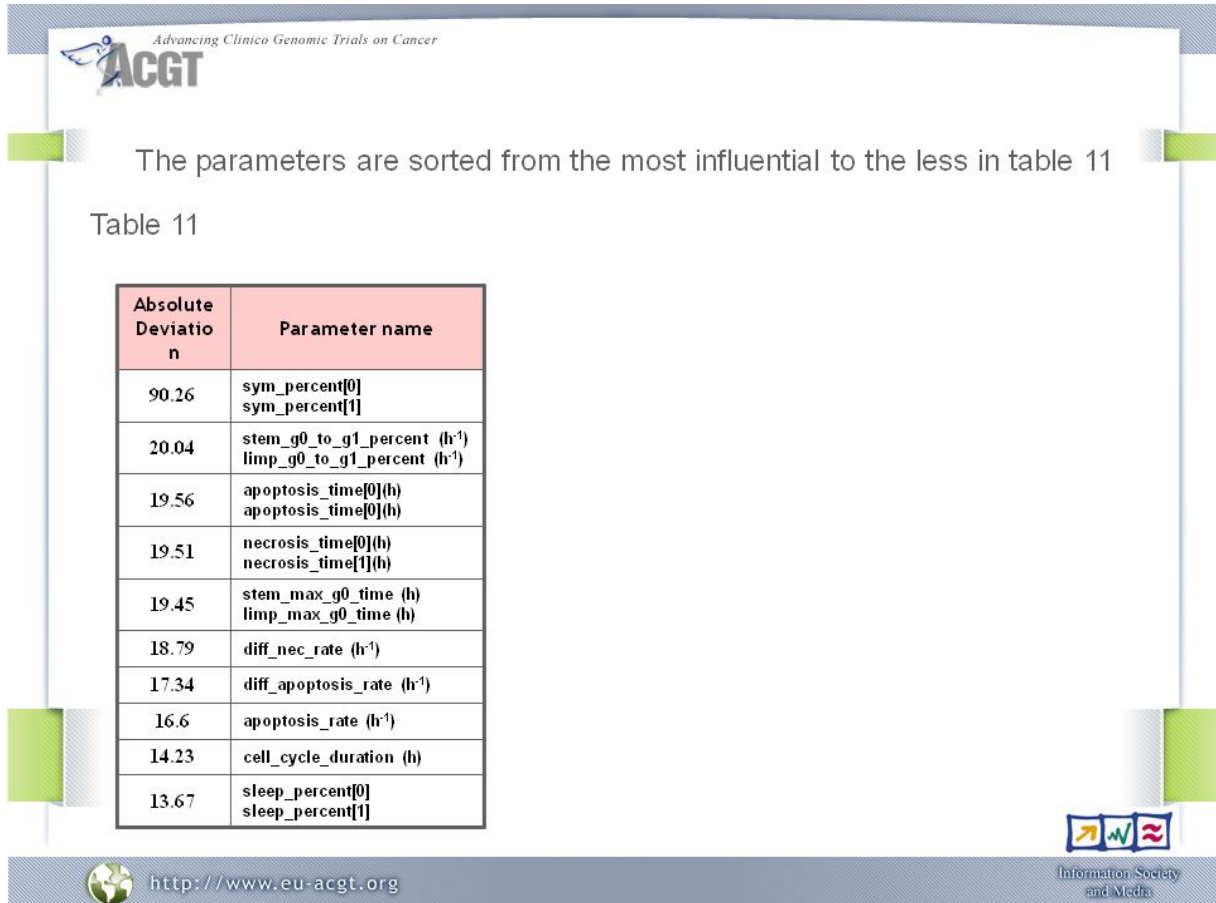 Advancing Clinico Genomic Trials on Cancer
ACGT
The parameters are sorted from the most influential to the less in table 11
Table 11
Absolute
Deviatio
n
Parameter name
90.26
sym_percent[0]
sym_percent[1]
20.04
stem_g0_to_g1_percent (h⁻¹)
limp_g0_to_g1_percent (h⁻¹)
19.56
apoptosis_time[0](h)
apoptosis_time[0](h)
19.51
necrosis_time[0](h)
necrosis_time[1](h)
19.45
stem_max_g0_time (h)
limp_max_g0_time (h)
18.79
diff_nec_rate (h⁻¹)
17.34
diff_apoptosis_rate (h⁻¹)
16.6
apoptosis_rate (h⁻¹)
14.23
cell_cycle_duration (h)
13.67
sleep_percent[0]
sleep_percent[1]
http://www.eu-acgt.org
Information Society
and Media